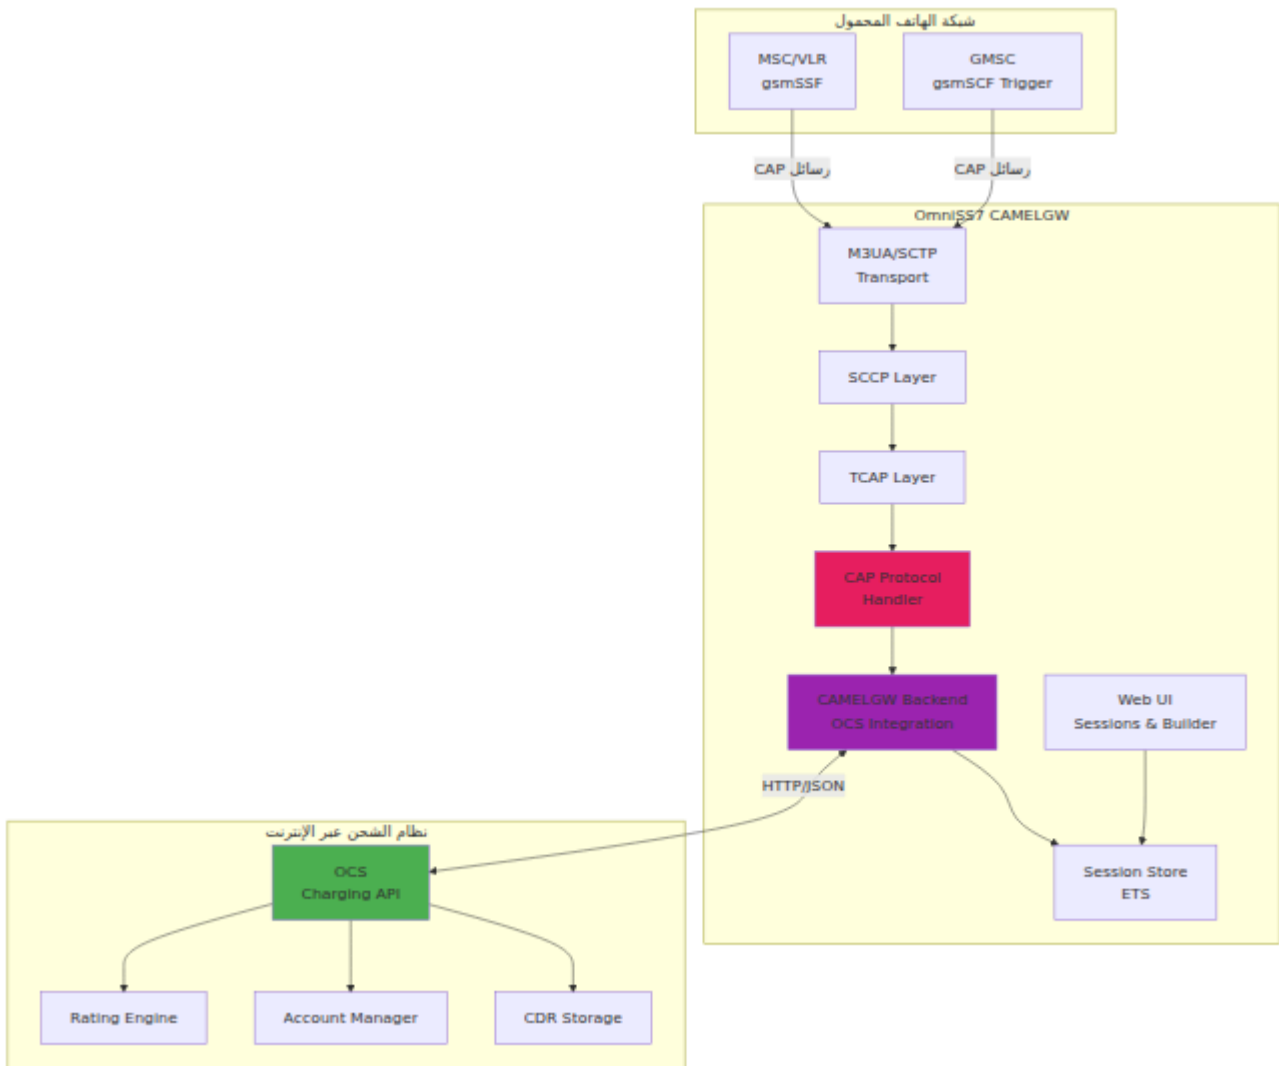 شبكة الهاتف المحمول
MSC/VLR
gsmSSF
GMSC
gsmSCF Trigger
رسائل CAP
رسائل CAP
OmniSS7 CAMELGW
M3UA/SCTP
Transport
SCCP Layer
TCAP Layer
CAP Protocol
Handler
CAMELGW Backend
OCS Integration
Web UI
Sessions & Builder
HTTP/JSON
Session Store
ETS
نظام الشحن عبر الإنترنت
OCS
Charging API
Rating Engine
Account Manager
CDR Storage